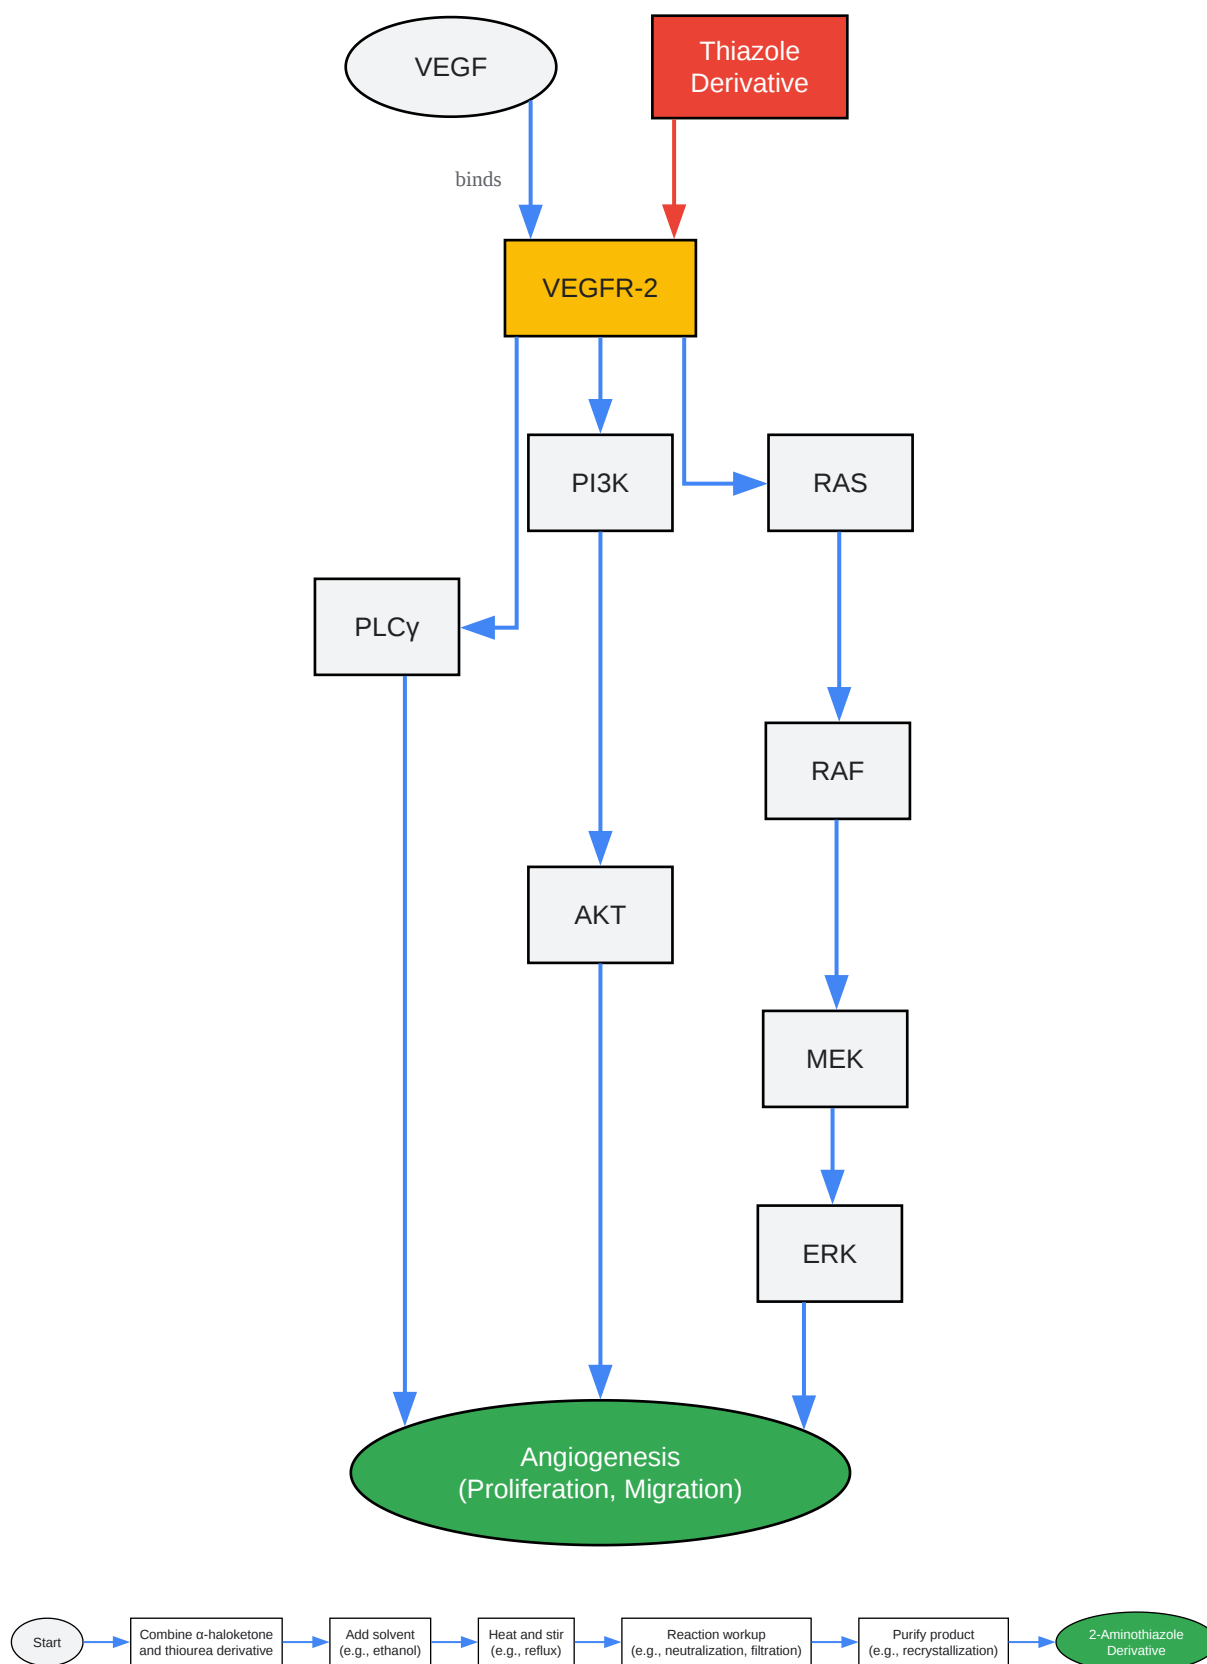 VEGF
Thiazole
Derivative
binds
VEGFR-2
PI3K
RAS
PLCγ
RAF
AKT
MEK
ERK
Angiogenesis
(Proliferation, Migration)
Start
Combine α-haloketone
and thiourea derivative
Add solvent
(e.g., ethanol)
Heat and stir
(e.g., reflux)
Reaction workup
(e.g., neutralization, filtration)
Purify product
(e.g., recrystallization)
2-Aminothiazole
Derivative